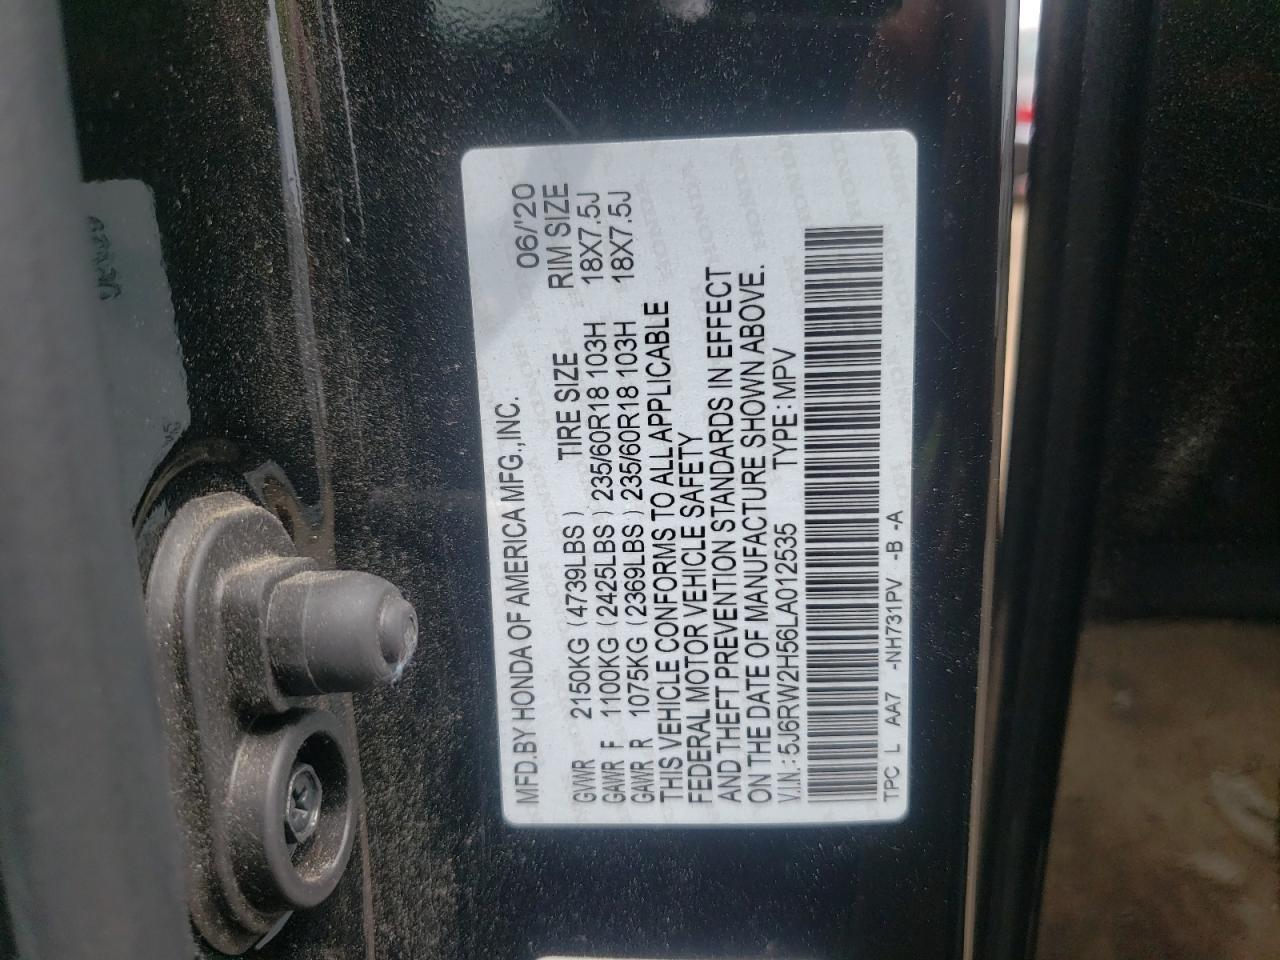 MFD.BY HONDA OF AMERICA MFG.,INC. 06/'20
TIRE SIZE RIM SIZE
GVWR 2150KG (4739LBS)
GAWR F 1100KG (2425LBS) 235/60R18 103H 18X7.5J
GAWR R 1075KG (2369LBS) 235/60R18 103H 18X7.5J
THIS VEHICLE CONFORMS TO ALL APPLICABLE
FEDERAL MOTOR VEHICLE SAFETY
AND THEFT PREVENTION STANDARDS IN EFFECT
ON THE DATE OF MANUFACTURE SHOWN ABOVE.
V.I.N.:5J6RW2H56LA012535 TYPE:MPV
TPC L AA7 -NH731PV -B -A